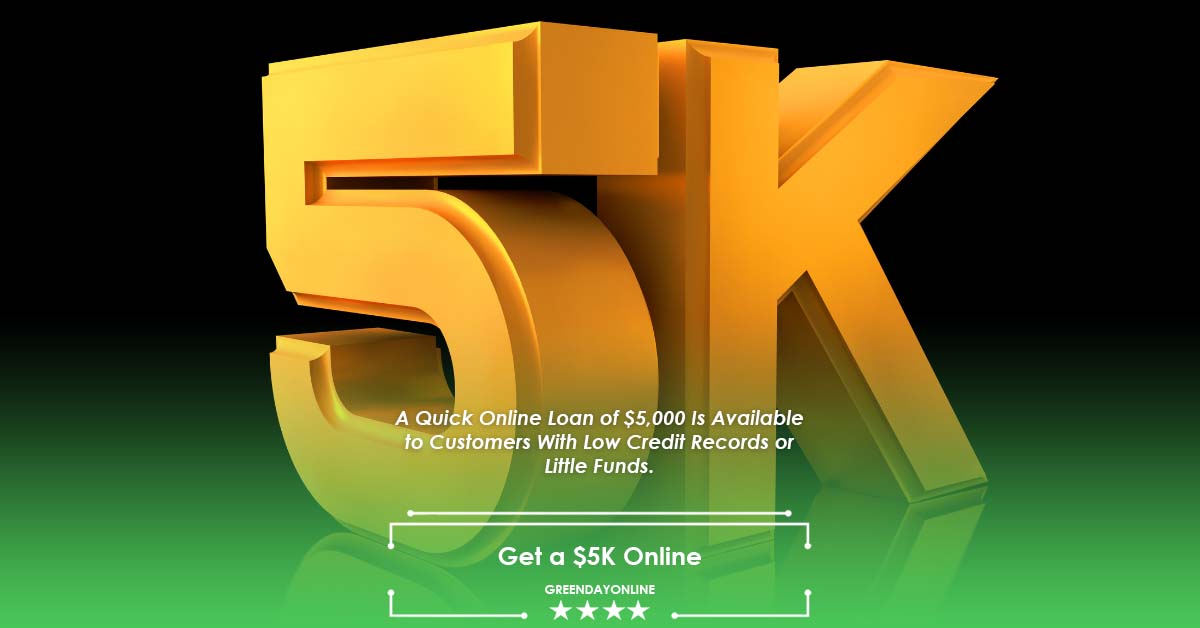 5K
A Quick Online Loan of $5,000 Is Available
to Customers With Low Credit Records or
Little Funds.
Get a $5K Online
GREENDAYONLINE